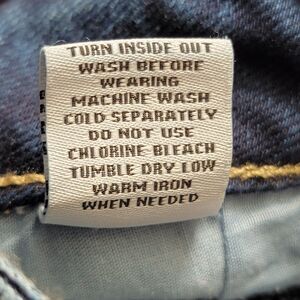 TURN INSIDE OUT
WASH BEFORE
WEARING
MACHINE WASH
COLD SEPARATELY
DO NOT USE
CHLORINE BLEACH
TUMBLE DRY LOW
WARM IRON
WHEN NEEDED